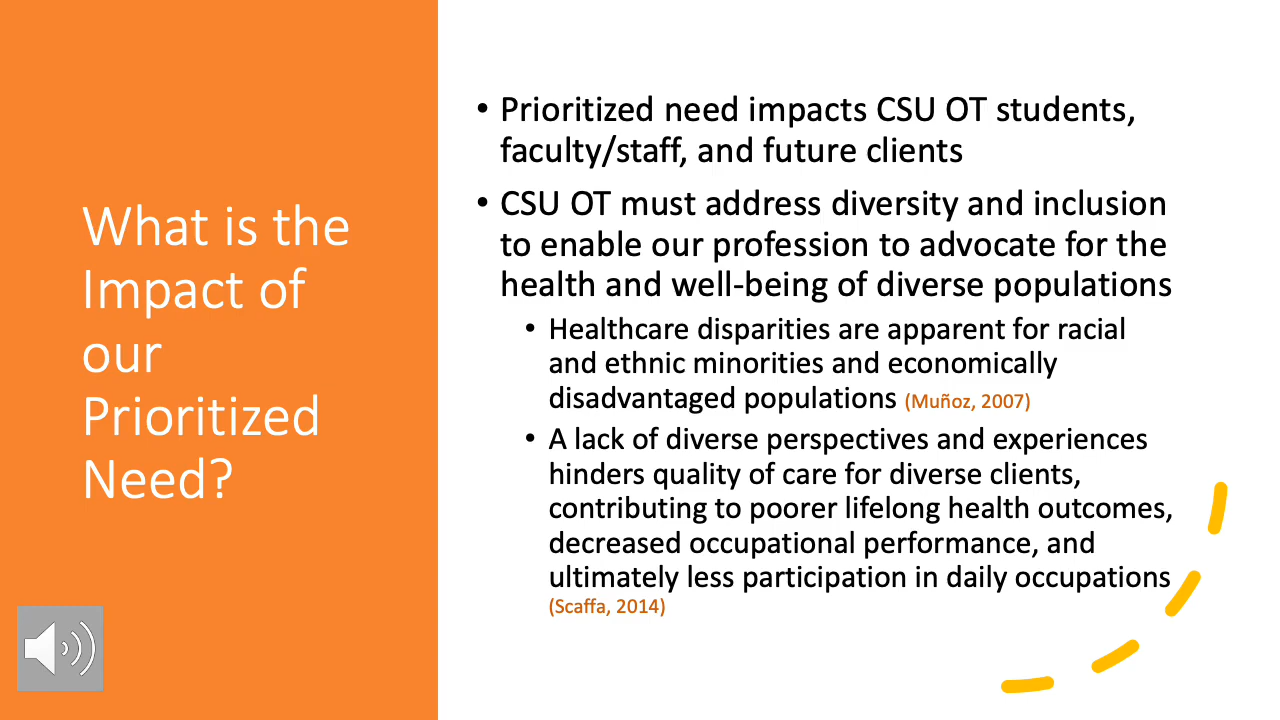 What is the
Impact of
our
Prioritized
Need?
• Prioritized need impacts CSU OT students,
faculty/staff, and future clients
• CSU OT must address diversity and inclusion
to enable our profession to advocate for the
health and well-being of diverse populations
• Healthcare disparities are apparent for racial
and ethnic minorities and economically
disadvantaged populations (Muñoz, 2007)
• A lack of diverse perspectives and experiences
hinders quality of care for diverse clients,
contributing to poorer lifelong health outcomes,
decreased occupational performance, and
ultimately less participation in daily occupations
(Scaffa, 2014)